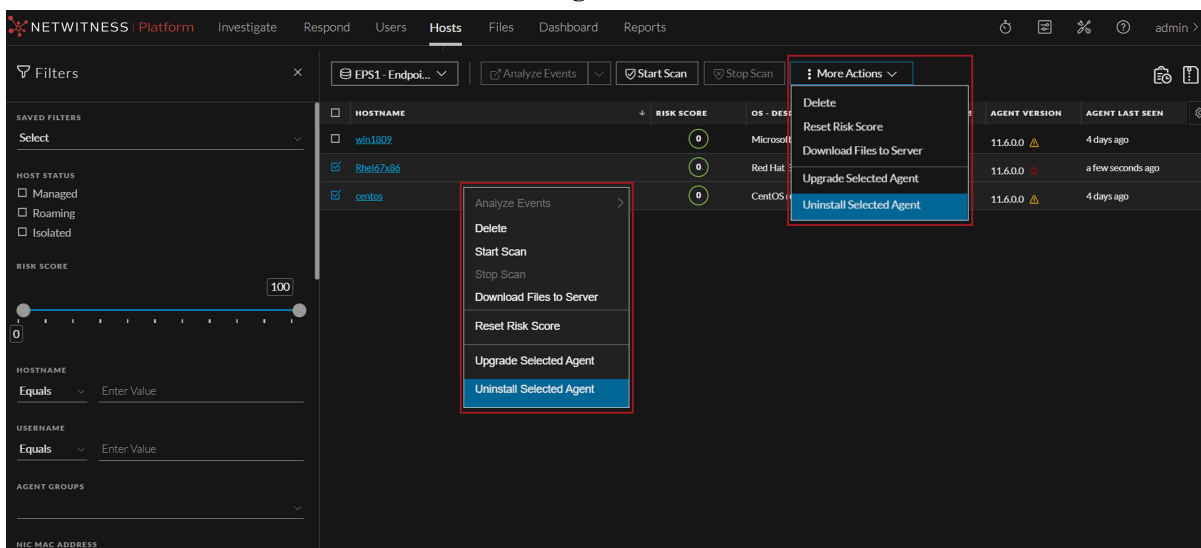 NETWITNESS Platform Investigate Respond Users Hosts Files Dashboard Reports admin
Filters
EPS1 - Endpoi... Analyze Events Start Scan Stop Scan More Actions
SAVED FILTERS
Select
HOST STATUS
Managed
Roaming
Isolated
RISK SCORE
100
0
HOSTNAME
Equals Enter Value
USERNAME
Equals Enter Value
AGENT GROUPS
NIC MAC ADDRESS
HOSTNAME RISK SCORE AGENT VERSION AGENT LAST SEEN
win1809 0 11.6.0.0 4 days ago
Rhel67x86 0 Red Hat 11.6.0.0 a few seconds ago
centos 0 11.6.0.0 4 days ago
Analyze Events
Delete
Start Scan
Stop Scan
Download Files to Server
Reset Risk Score
Upgrade Selected Agent
Uninstall Selected Agent
Delete
Reset Risk Score
Download Files to Server
Upgrade Selected Agent
Uninstall Selected Agent